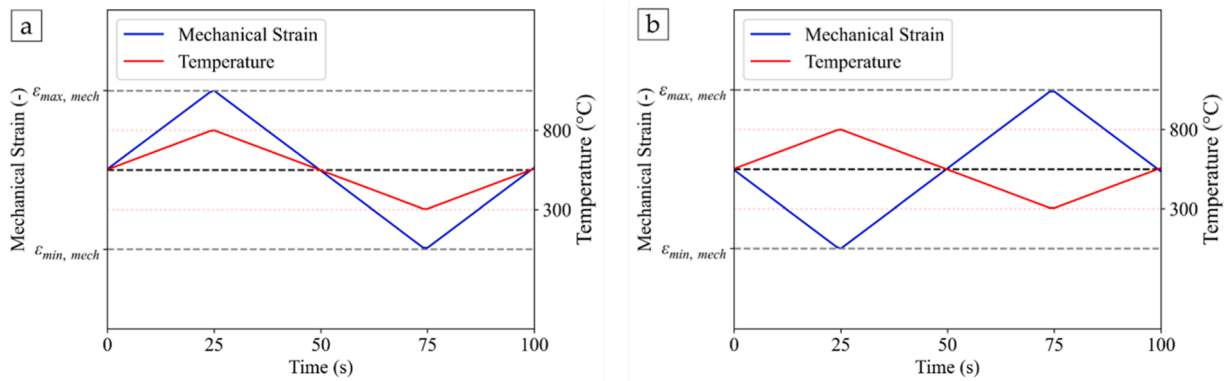 a
Mechanical Strain
Temperature
Mechanical Strain (-)
εmax, mech
εmin, mech
800
300
Temperature (°C)
0 25 50 75 100
Time (s)
b
Mechanical Strain
Temperature
Mechanical Strain (-)
εmax, mech
εmin, mech
800
300
Temperature (°C)
0 25 50 75 100
Time (s)